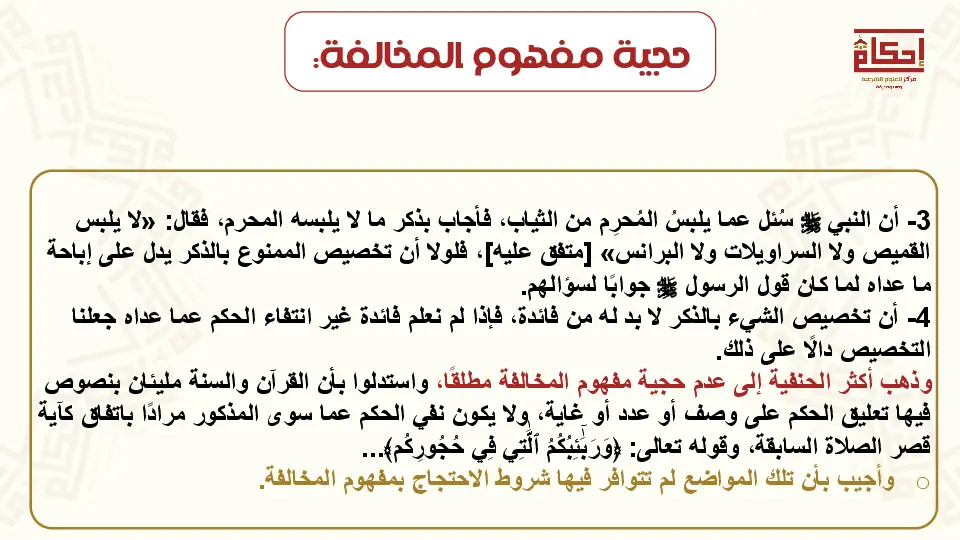 حجية مفهوم المخالفة:
إحكام
مركز للعلوم الشرعية
3- أن النبي ﷺ سُئل عما يلبسُ المُحرِم من الثياب، فأجاب بذكر ما لا يلبسه المحرم، فقال: «لا يلبس
القميص ولا السراويلات ولا البرانس» [متفق عليه]، فلولا أن تخصيص الممنوع بالذكر يدل على إباحة
ما عداه لما كان قول الرسول ﷺ جوابًا لسؤالهم.
4- أن تخصيص الشيء بالذكر لا بد له من فائدة، فإذا لم نعلم فائدة غير انتفاء الحكم عما عداه جعلنا
التخصيص دالًا على ذلك.
وذهب أكثر الحنفية إلى عدم حجية مفهوم المخالفة مطلقًا، واستدلوا بأن القرآن والسنة مليئان بنصوص
فيها تعليق الحكم على وصف أو عدد أو غاية، ولا يكون نفي الحكم عما سوى المذكور مرادًا باتفاق كآية
قصر الصلاة السابقة، وقوله تعالى: ﴿وَرَبَٰٓئِبُكُمُ ٱلَّٰتِي فِي حُجُورِكُم﴾...
○ وأجيب بأن تلك المواضع لم تتوافر فيها شروط الاحتجاج بمفهوم المخالفة.